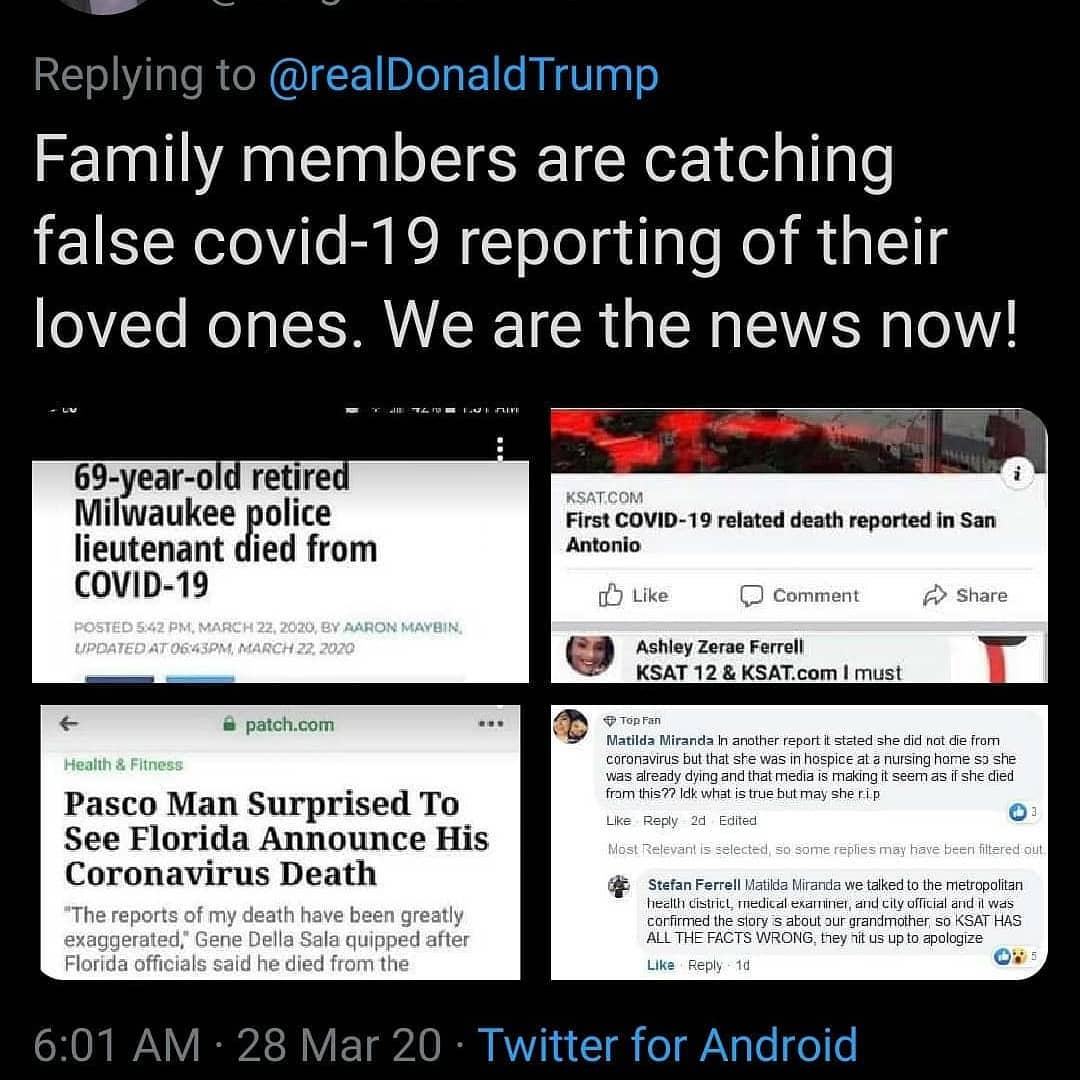 Replying to @realDonaldTrump
Family members are catching
false covid-19 reporting of their
loved ones. We are the news now!
69-year-old retired
Milwaukee police
lieutenant died from
COVID-19
POSTED 5:42 PM, MARCH 22, 2020, BY AARON MAYBIN,
UPDATED AT 06:43PM, MARCH 22, 2020
KSAT.COM
First COVID-19 related death reported in San
Antonio
Like Comment Share
Ashley Zerae Ferrell
KSAT 12 & KSAT.com I must
patch.com
Health & Fitness
Pasco Man Surprised To
See Florida Announce His
Coronavirus Death
"The reports of my death have been greatly
exaggerated," Gene Della Sala quipped after
Florida officials said he died from the
Top Fan
Matilda Miranda In another report it stated she did not die from
coronavirus but that she was in hospice at a nursing home so she
was already dying and that media is making it seem as if she died
from this?? Idk what is true but may she r.i.p
3
Like · Reply · 2d · Edited
Most Relevant is selected, so some replies may have been filtered out.
Stefan Ferrell Matilda Miranda we talked to the metropolitan
health district, medical examiner, and city official and it was
confirmed the story is about our grandmother, so KSAT HAS
ALL THE FACTS WRONG, they hit us up to apologize
5
Like · Reply · 1d
6:01 AM · 28 Mar 20 · Twitter for Android